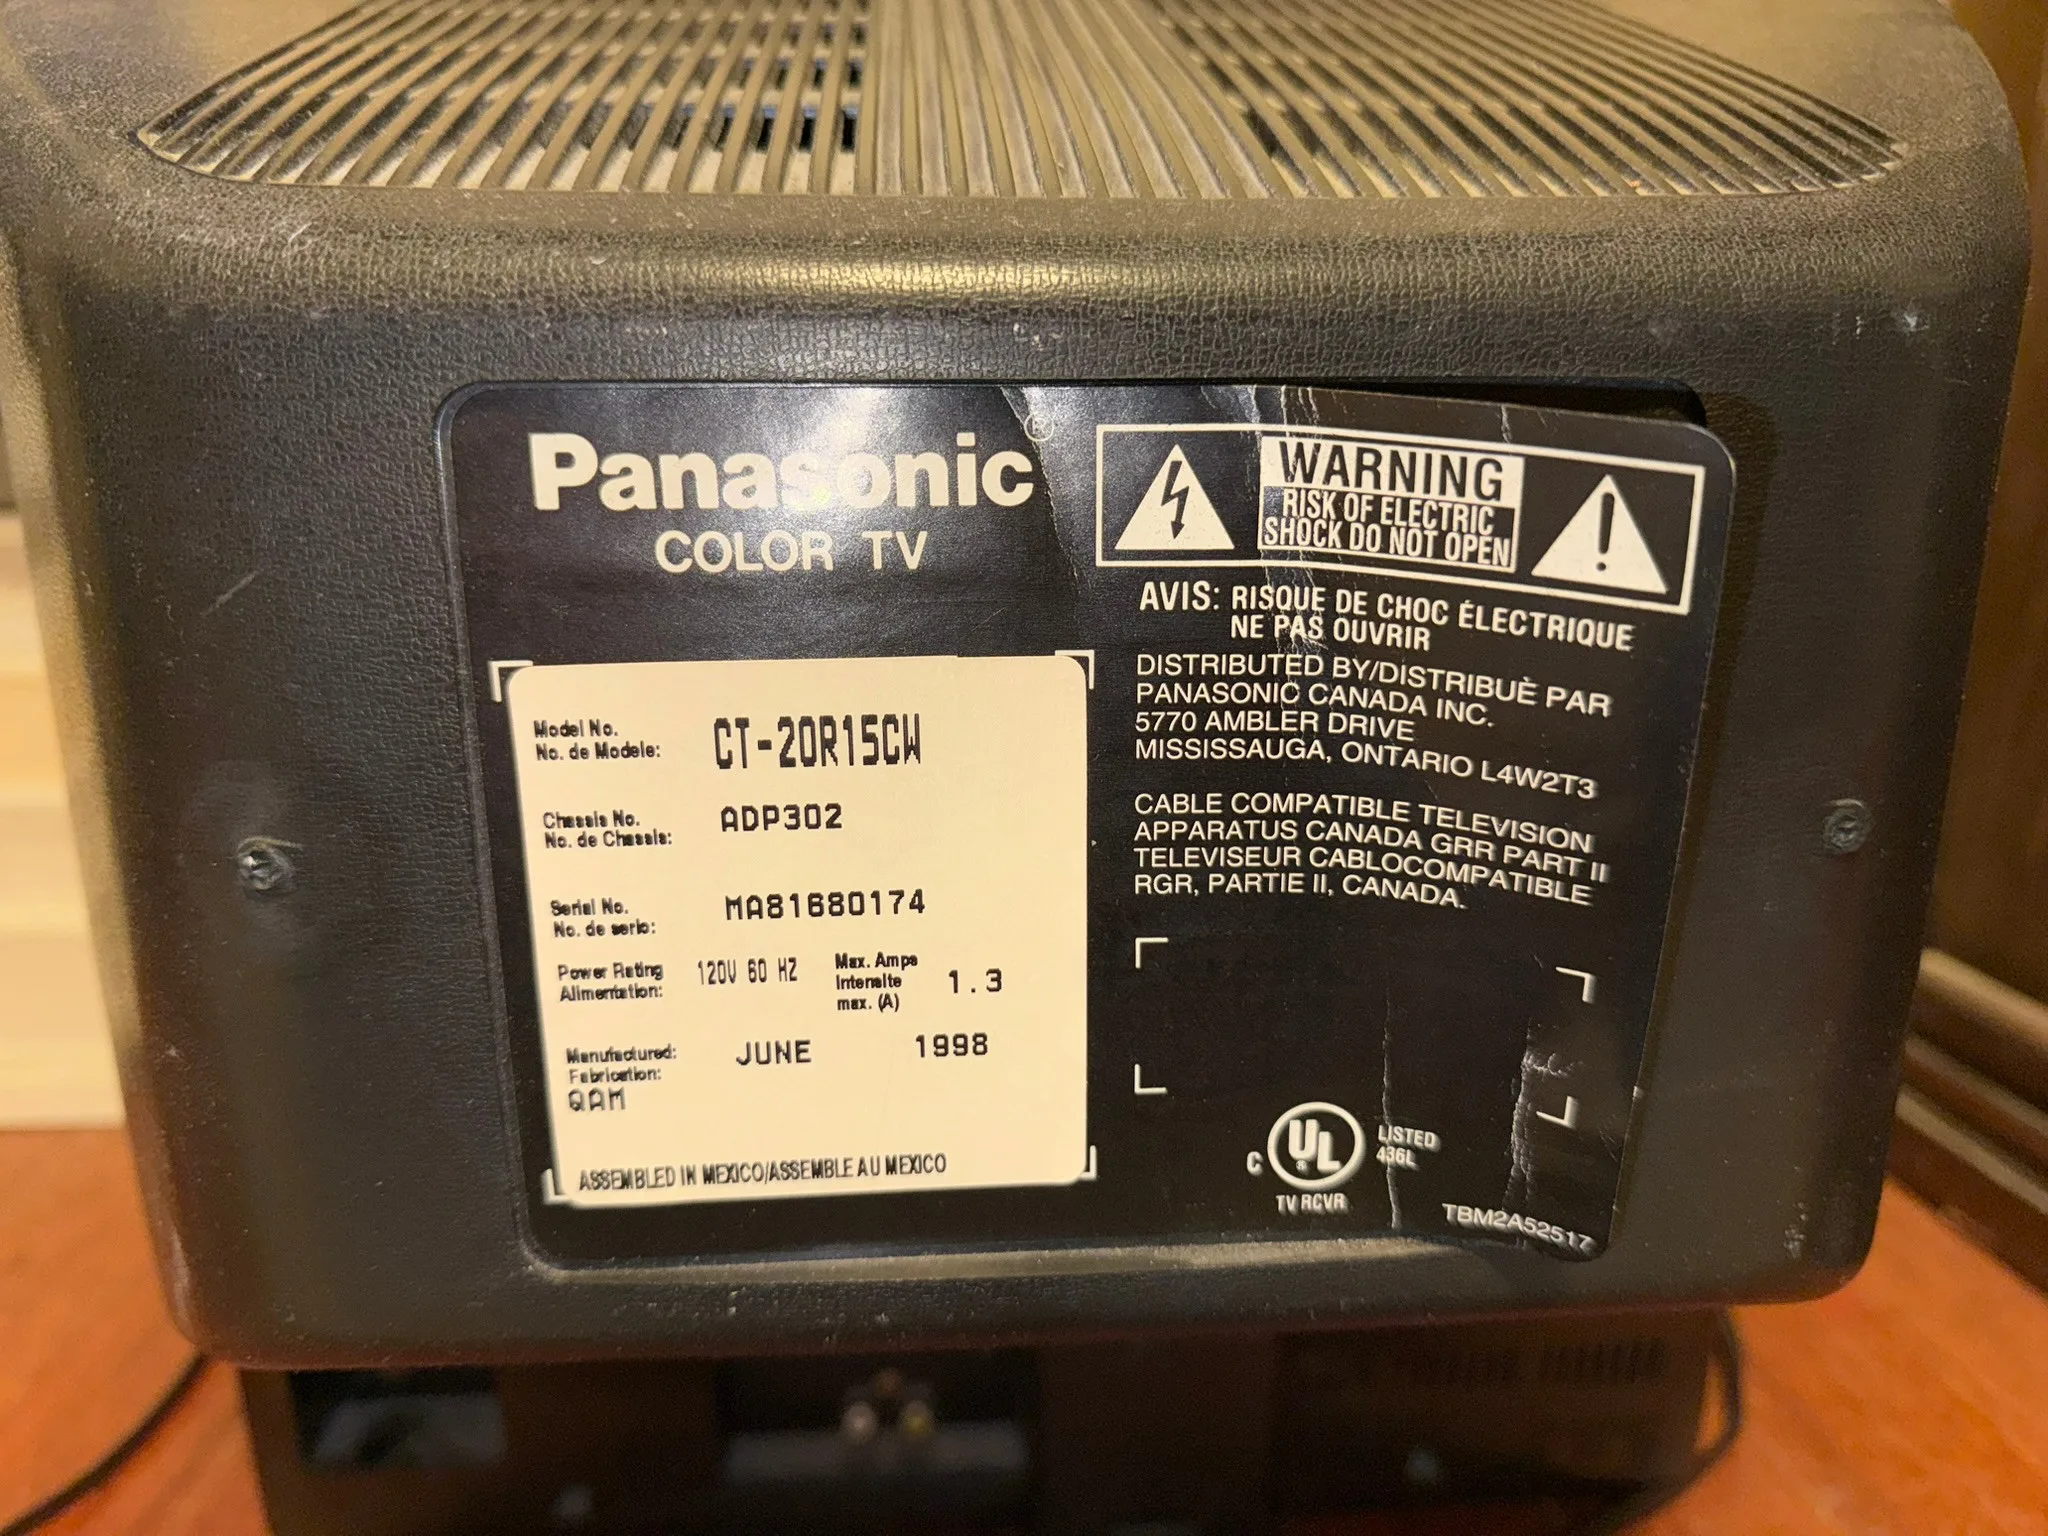 Panasonic®
COLOR TV
WARNING
RISK OF ELECTRIC
SHOCK DO NOT OPEN
AVIS: RISQUE DE CHOC ÉLECTRIQUE
NE PAS OUVRIR
DISTRIBUTED BY/DISTRIBUÈ PAR
PANASONIC CANADA INC.
5770 AMBLER DRIVE
MISSISSAUGA, ONTARIO L4W2T3
CABLE COMPATIBLE TELEVISION
APPARATUS CANADA GRR PART II
TELEVISEUR CABLOCOMPATIBLE
RGR, PARTIE II, CANADA.
Model No.
No. de Modele: CT-20R15CW
Chassis No.
No. de Chassis: ADP302
Serial No.
No. de serio: MA81680174
Power Rating
Alimentation: 120V 60 HZ
Max. Amps
Intensite
max. (A) 1.3
Manufactured:
Fabrication: JUNE 1998
QAM
ASSEMBLED IN MEXICO/ASSEMBLE AU MEXICO
C UL ® LISTED
436L
TV RCVR
TBM2A52517